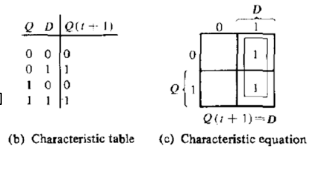 Q D Q(t + 1)
0 0 0
0 1 1
1 0 0
1 1 1
(b) Characteristic table
D
0 1
0 1
Q 1 1
Q(t + 1) = D
(c) Characteristic equation